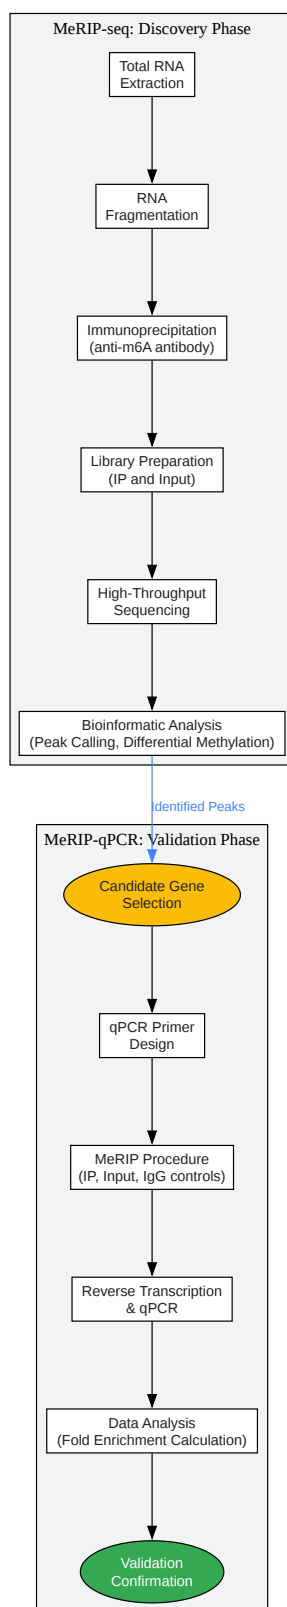 MeRIP-seq: Discovery Phase
Total RNA
Extraction
RNA
Fragmentation
Immunoprecipitation
(anti-m6A antibody)
Library Preparation
(IP and Input)
High-Throughput
Sequencing
Bioinformatic Analysis
(Peak Calling, Differential Methylation)
Identified Peaks
MeRIP-qPCR: Validation Phase
Candidate Gene
Selection
qPCR Primer
Design
MeRIP Procedure
(IP, Input, IgG controls)
Reverse Transcription
& qPCR
Data Analysis
(Fold Enrichment Calculation)
Validation
Confirmation